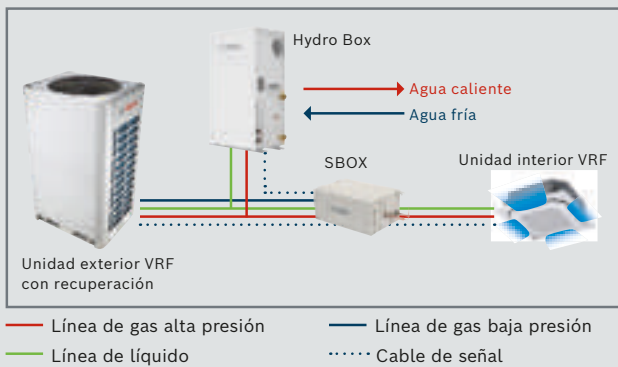 Hydro Box
Agua caliente
Agua fría
SBOX
Unidad interior VRF
Unidad exterior VRF
con recuperación
Línea de gas alta presión
Línea de gas baja presión
Línea de líquido
Cable de señal